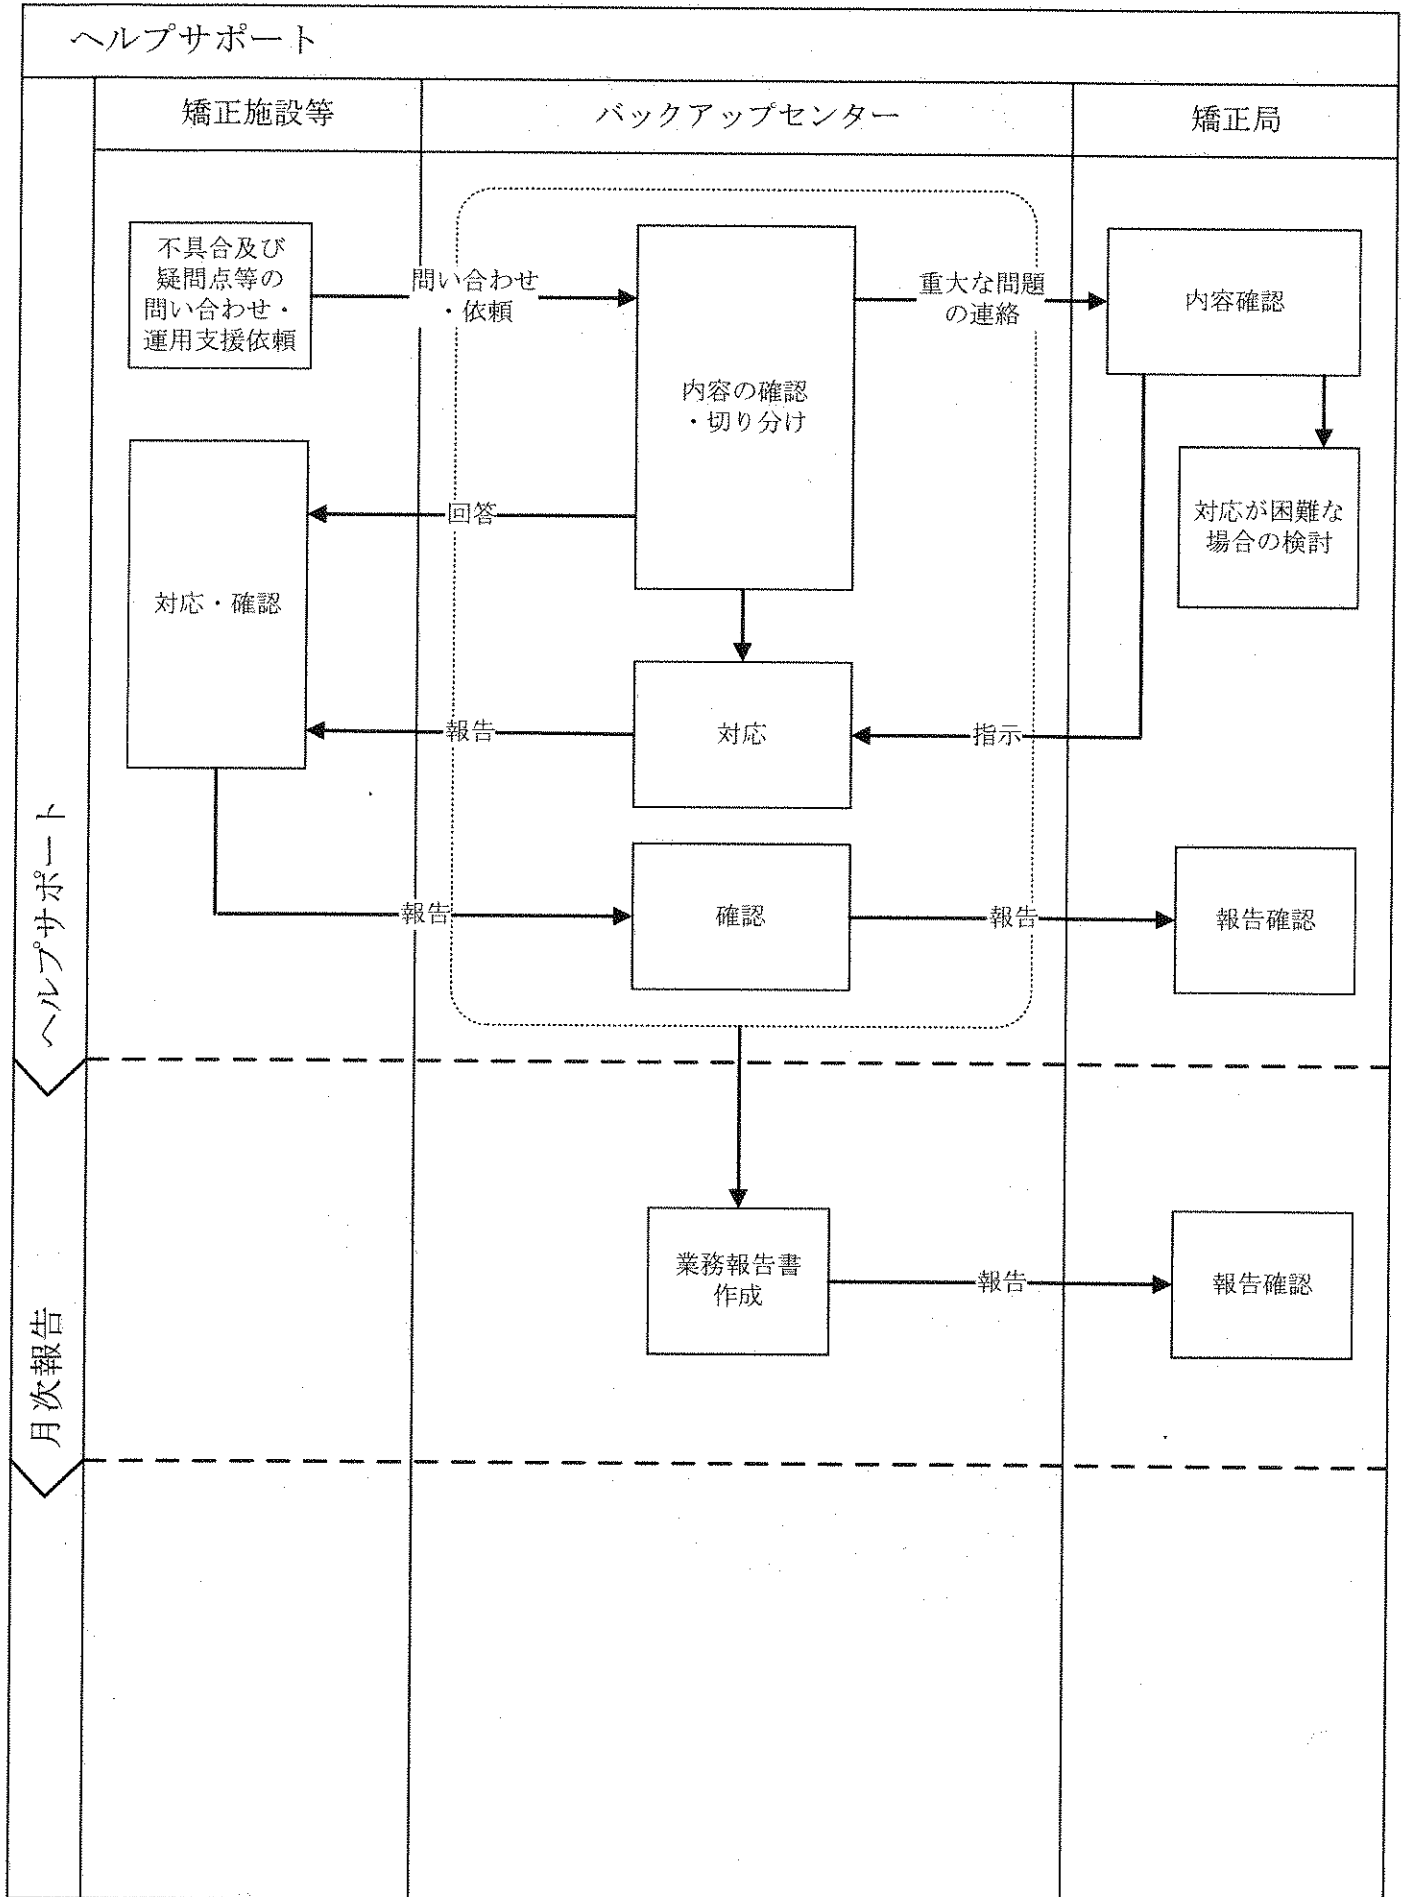 ヘルプサポート
矯正施設等
バックアップセンター
矯正局
不具合及び
疑問点等の
問い合わせ・
運用支援依頼
問い合わせ
・依頼
内容の確認
・切り分け
重大な問題
の連絡
内容確認
対応が困難な
場合の検討
回答
対応・確認
報告
対応
指示
報告
確認
報告
報告確認
ヘルプサポート
業務報告書
作成
報告
報告確認
月次報告